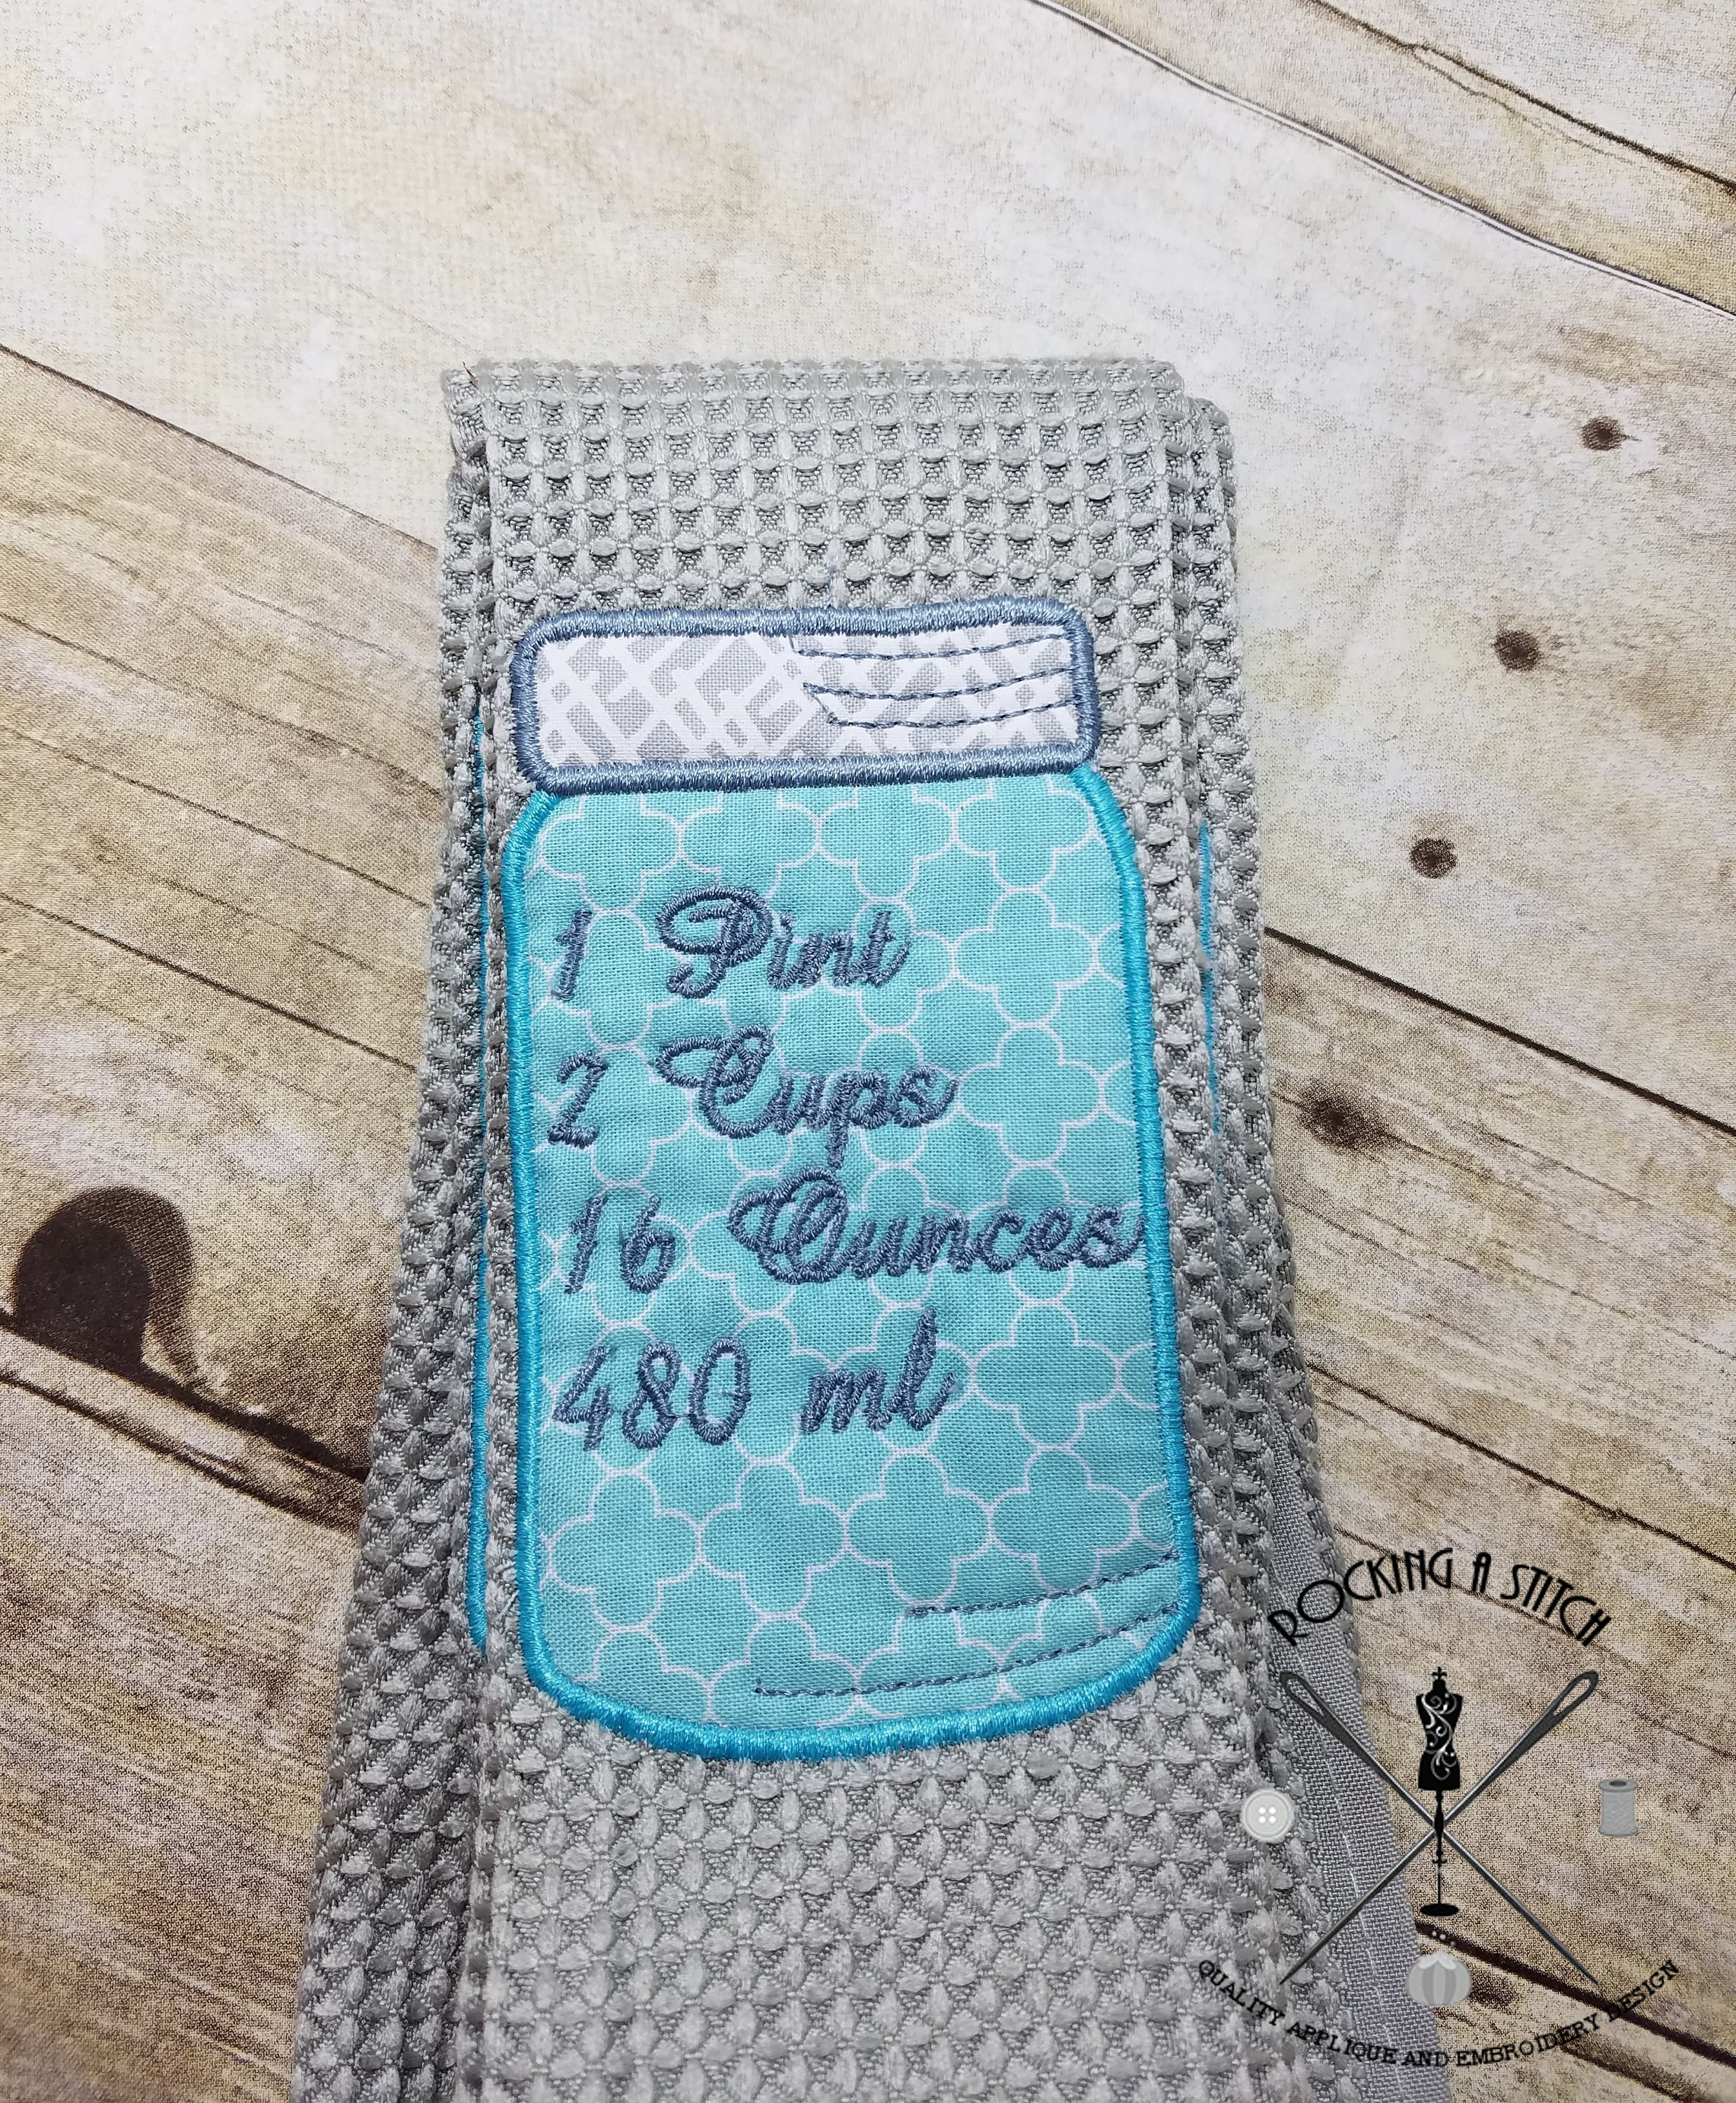 1 Pint
2 Cups
16 Ounces
480 ml
ROCKING A STITCH
QUALITY APPLIQUE AND EMBROIDERY DESIGN